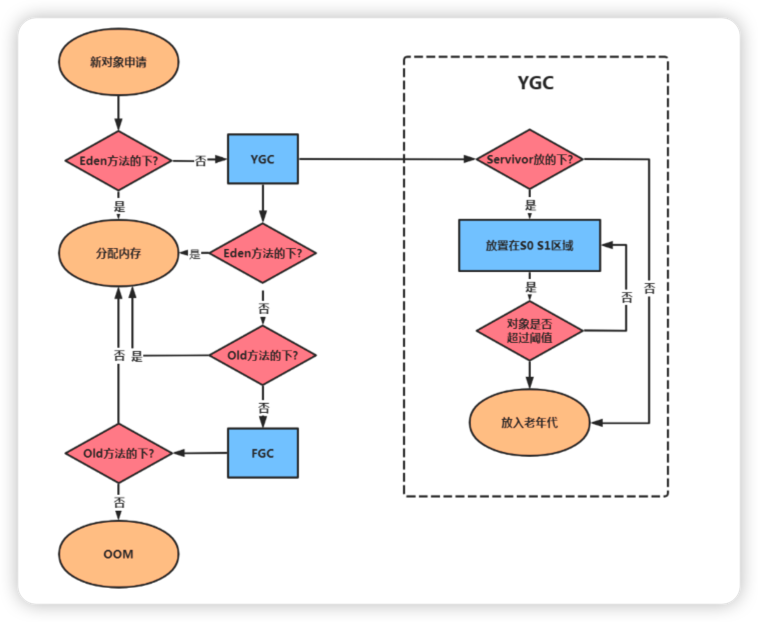 新对象申请
YGC
Eden方法的下?
否
YGC
Servivor放的下?
是
是
分配内存
是
Eden方法的下?
放置在S0 S1区域
否
是
否
否
对象是否
超过阈值
否
是
Old方法的下?
否
放入老年代
Old方法的下?
FGC
否
OOM